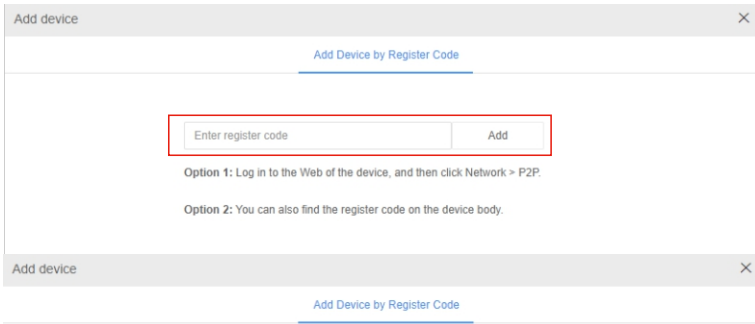 Add device
Add Device by Register Code
Enter register code Add
Option 1: Log in to the Web of the device, and then click Network > P2P.
Option 2: You can also find the register code on the device body.
Add device
Add Device by Register Code